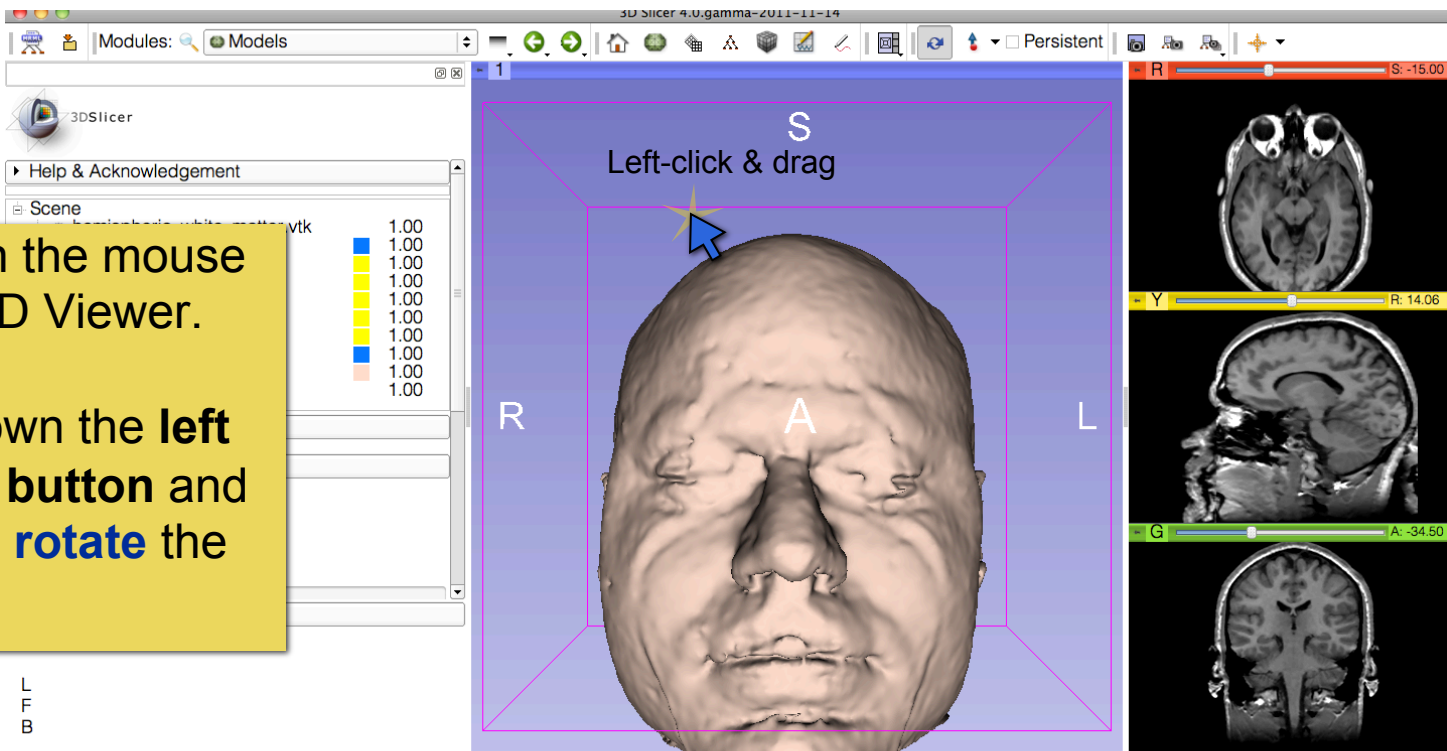 3D Slicer 4.0.gamma-2011-11-14
Modules: Models
Persistent
3DSlicer
Help & Acknowledgement
Scene
hemispheric_white_matter.vtk 1.00
1.00
1.00
1.00
1.00
1.00
1.00
1.00
1.00
1.00
n the mouse
D Viewer.
own the left
button and
rotate the
L
F
B
1
S
Left-click & drag
R
A
L
R S: -15.00
Y R: 14.06
G A: -34.50